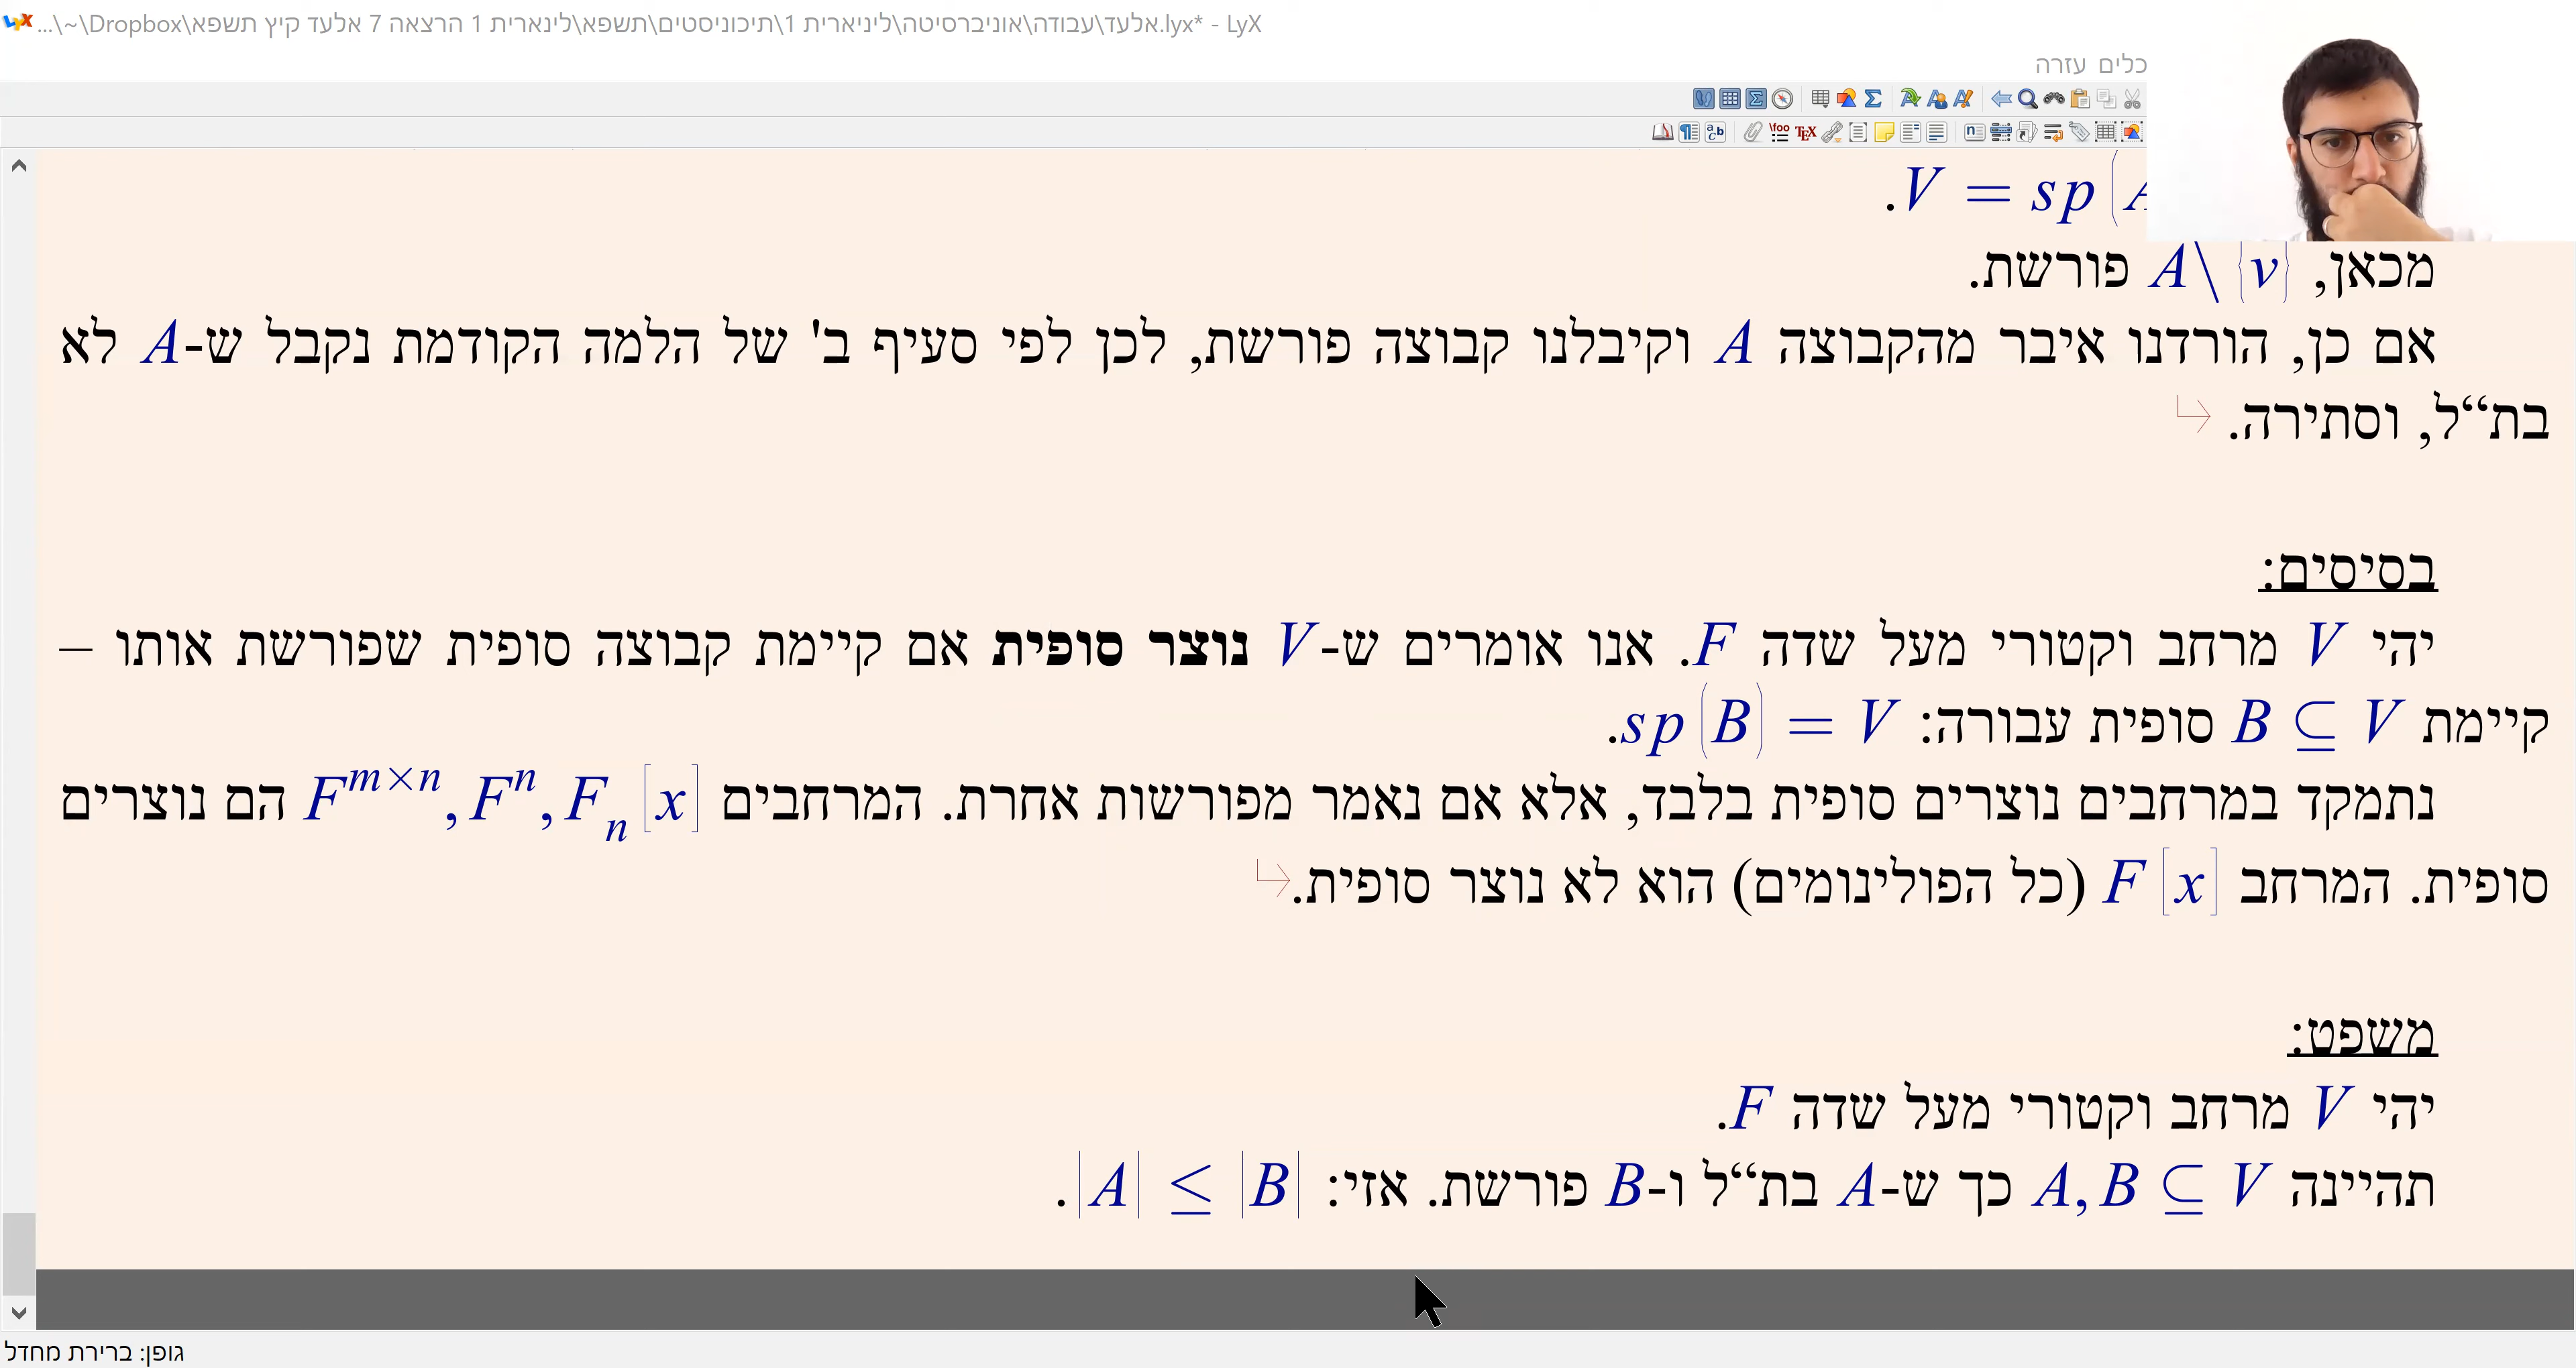 ...\~\Dropbox\אלעד\עבודה\אוניברסיטה\ליניארית 1\תיכוניסטים\תשפא\לינארית 1 הרצאה 7 אלעד קיץ תשפא.lyx* - LyX
כלים עזרה
V = sp(A
מכאן, A\{v} פורשת.
אם כן, הורדנו איבר מהקבוצה A וקיבלנו קבוצה פורשת, לכן לפי סעיף ב' של הלמה הקודמת נקבל ש-A לא
בת“ל, וסתירה.
בסיסים:
יהי V מרחב וקטורי מעל שדה F. אנו אומרים ש-V נוצר סופית אם קיימת קבוצה סופית שפורשת אותו –
קיימת B ⊆ V סופית עבורה: sp(B) = V.
נתמקד במרחבים נוצרים סופית בלבד, אלא אם נאמר מפורשות אחרת. המרחבים F^{m×n}, F^n, F_n[x] הם נוצרים
סופית. המרחב F[x] (כל הפולינומים) הוא לא נוצר סופית.
משפט:
יהי V מרחב וקטורי מעל שדה F.
תהיינה A, B ⊆ V כך ש-A בת“ל ו-B פורשת. אזי: |A| ≤ |B|.
גופן: ברירת מחדל